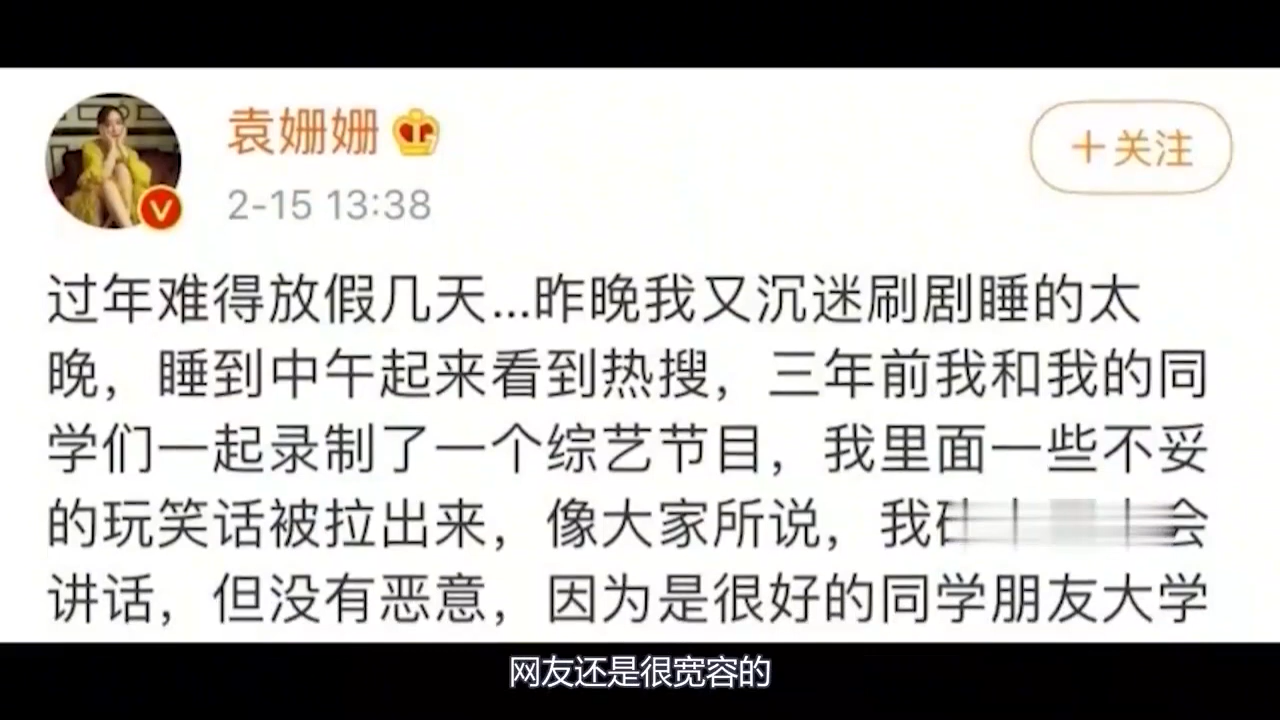 袁姗姗
2-15 13:38
+关注
过年难得放假几天...昨晚我又沉迷刷剧睡的太
晚，睡到中午起来看到热搜，三年前我和我的同
学们一起录制了一个综艺节目，我里面一些不妥
的玩笑话被拉出来，像大家所说，我 会
讲话，但没有恶意，因为是很好的同学朋友大学
网友还是很宽容的